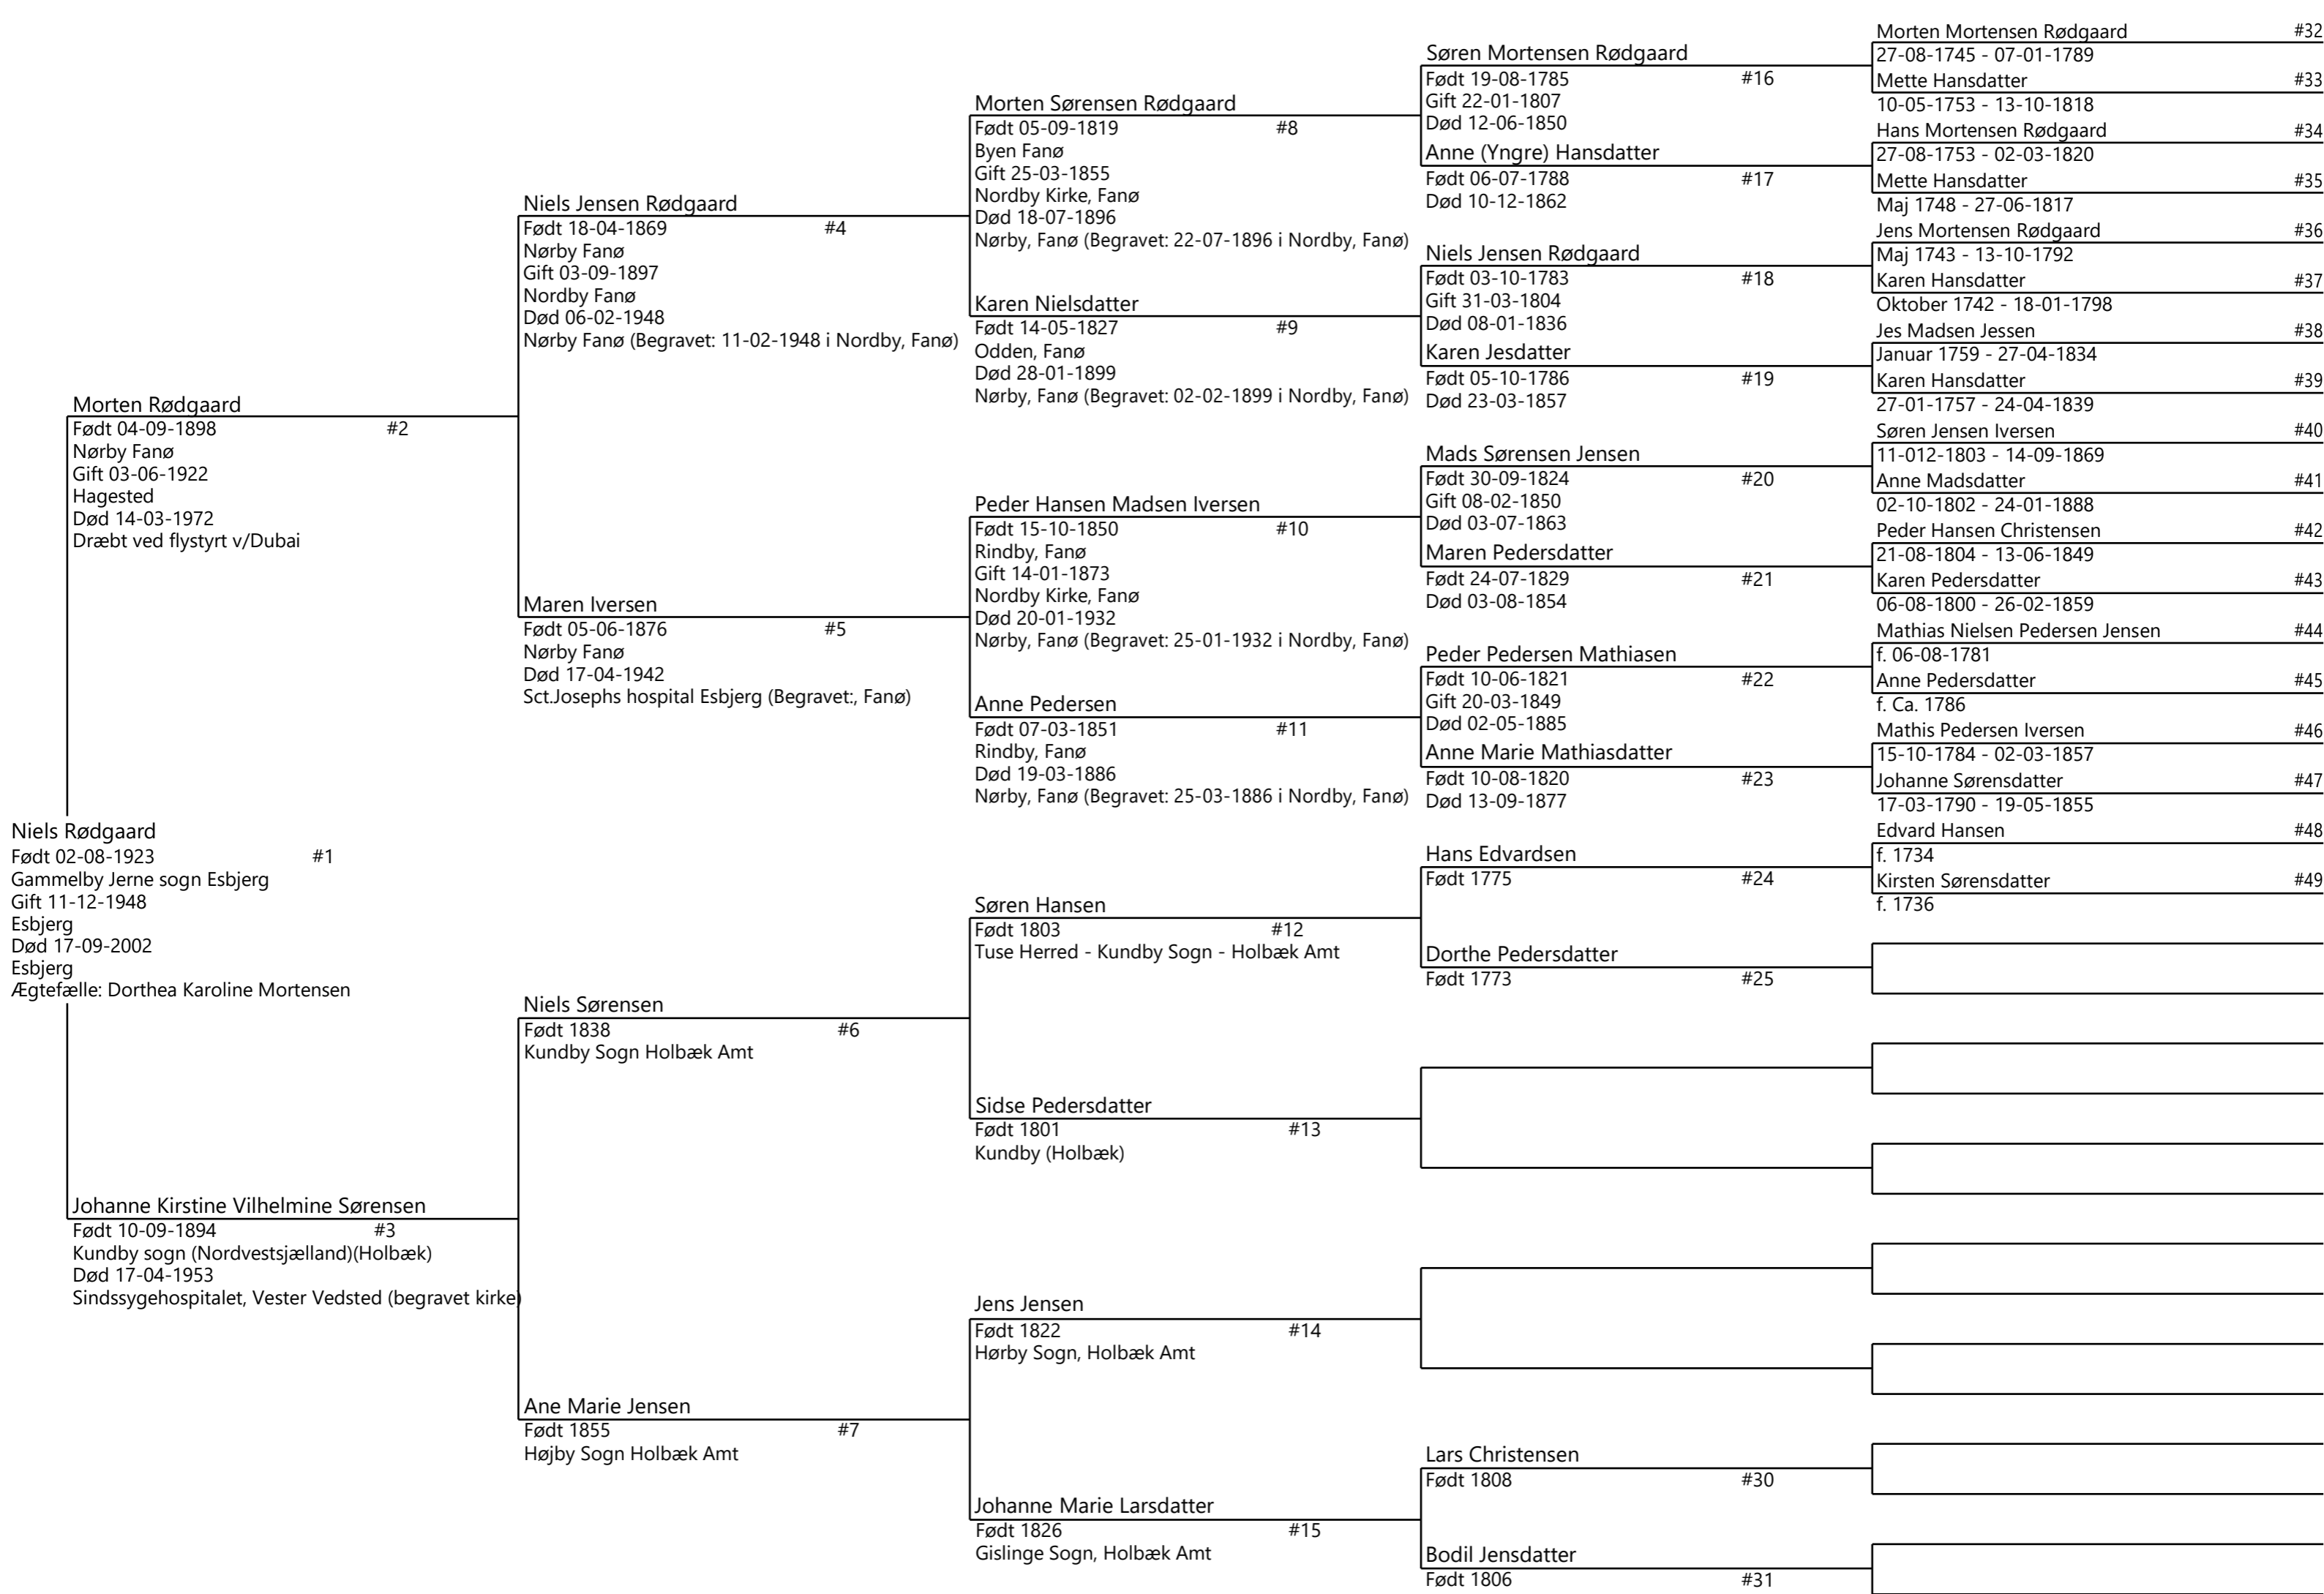 Niels Rødgaard
Født 02-08-1923 #1
Gammelby Jerne sogn Esbjerg
Gift 11-12-1948
Esbjerg
Død 17-09-2002
Esbjerg
Ægtefælle: Dorthea Karoline Mortensen
Morten Rødgaard
Født 04-09-1898 #2
Nørby Fanø
Gift 03-06-1922
Hagested
Død 14-03-1972
Dræbt ved flystyrt v/Dubai
Johanne Kirstine Vilhelmine Sørensen
Født 10-09-1894 #3
Kundby sogn (Nordvestsjælland)(Holbæk)
Død 17-04-1953
Sindssygehospitalet, Vester Vedsted (begravet kirke)
Niels Jensen Rødgaard
Født 18-04-1869 #4
Nørby Fanø
Gift 03-09-1897
Nordby Fanø
Død 06-02-1948
Nørby Fanø (Begravet: 11-02-1948 i Nordby, Fanø)
Maren Iversen
Født 05-06-1876 #5
Nørby Fanø
Død 17-04-1942
Sct.Josephs hospital Esbjerg (Begravet:, Fanø)
Niels Sørensen
Født 1838 #6
Kundby Sogn Holbæk Amt
Ane Marie Jensen
Født 1855 #7
Højby Sogn Holbæk Amt
Morten Sørensen Rødgaard
Født 05-09-1819 #8
Byen Fanø
Gift 25-03-1855
Nordby Kirke, Fanø
Død 18-07-1896
Nørby, Fanø (Begravet: 22-07-1896 i Nordby, Fanø)
Karen Nielsdatter
Født 14-05-1827 #9
Odden, Fanø
Død 28-01-1899
Nørby, Fanø (Begravet: 02-02-1899 i Nordby, Fanø)
Peder Hansen Madsen Iversen
Født 15-10-1850 #10
Rindby, Fanø
Gift 14-01-1873
Nordby Kirke, Fanø
Død 20-01-1932
Nørby, Fanø (Begravet: 25-01-1932 i Nordby, Fanø)
Anne Pedersen
Født 07-03-1851 #11
Rindby, Fanø
Død 19-03-1886
Nørby, Fanø (Begravet: 25-03-1886 i Nordby, Fanø)
Søren Hansen
Født 1803 #12
Tuse Herred - Kundby Sogn - Holbæk Amt
Sidse Pedersdatter
Født 1801 #13
Kundby (Holbæk)
Jens Jensen
Født 1822 #14
Hørby Sogn, Holbæk Amt
Johanne Marie Larsdatter
Født 1826 #15
Gislinge Sogn, Holbæk Amt
Søren Mortensen Rødgaard
Født 19-08-1785 #16
Gift 22-01-1807
Død 12-06-1850
Anne (Yngre) Hansdatter
Født 06-07-1788 #17
Død 10-12-1862
Niels Jensen Rødgaard
Født 03-10-1783 #18
Gift 31-03-1804
Død 08-01-1836
Karen Jesdatter
Født 05-10-1786 #19
Død 23-03-1857
Mads Sørensen Jensen
Født 30-09-1824 #20
Gift 08-02-1850
Død 03-07-1863
Maren Pedersdatter
Født 24-07-1829 #21
Død 03-08-1854
Peder Pedersen Mathiasen
Født 10-06-1821 #22
Gift 20-03-1849
Død 02-05-1885
Anne Marie Mathiasdatter
Født 10-08-1820 #23
Død 13-09-1877
Hans Edvardsen
Født 1775 #24
Dorthe Pedersdatter
Født 1773 #25
Lars Christensen
Født 1808 #30
Bodil Jensdatter
Født 1806 #31
Morten Mortensen Rødgaard #32
27-08-1745 - 07-01-1789
Mette Hansdatter #33
10-05-1753 - 13-10-1818
Hans Mortensen Rødgaard #34
27-08-1753 - 02-03-1820
Mette Hansdatter #35
Maj 1748 - 27-06-1817
Jens Mortensen Rødgaard #36
Maj 1743 - 13-10-1792
Karen Hansdatter #37
Oktober 1742 - 18-01-1798
Jes Madsen Jessen #38
Januar 1759 - 27-04-1834
Karen Hansdatter #39
27-01-1757 - 24-04-1839
Søren Jensen Iversen #40
11-012-1803 - 14-09-1869
Anne Madsdatter #41
02-10-1802 - 24-01-1888
Peder Hansen Christensen #42
21-08-1804 - 13-06-1849
Karen Pedersdatter #43
06-08-1800 - 26-02-1859
Mathias Nielsen Pedersen Jensen #44
f. 06-08-1781
Anne Pedersdatter #45
f. Ca. 1786
Mathis Pedersen Iversen #46
15-10-1784 - 02-03-1857
Johanne Sørensdatter #47
17-03-1790 - 19-05-1855
Edvard Hansen #48
f. 1734
Kirsten Sørensdatter #49
f. 1736